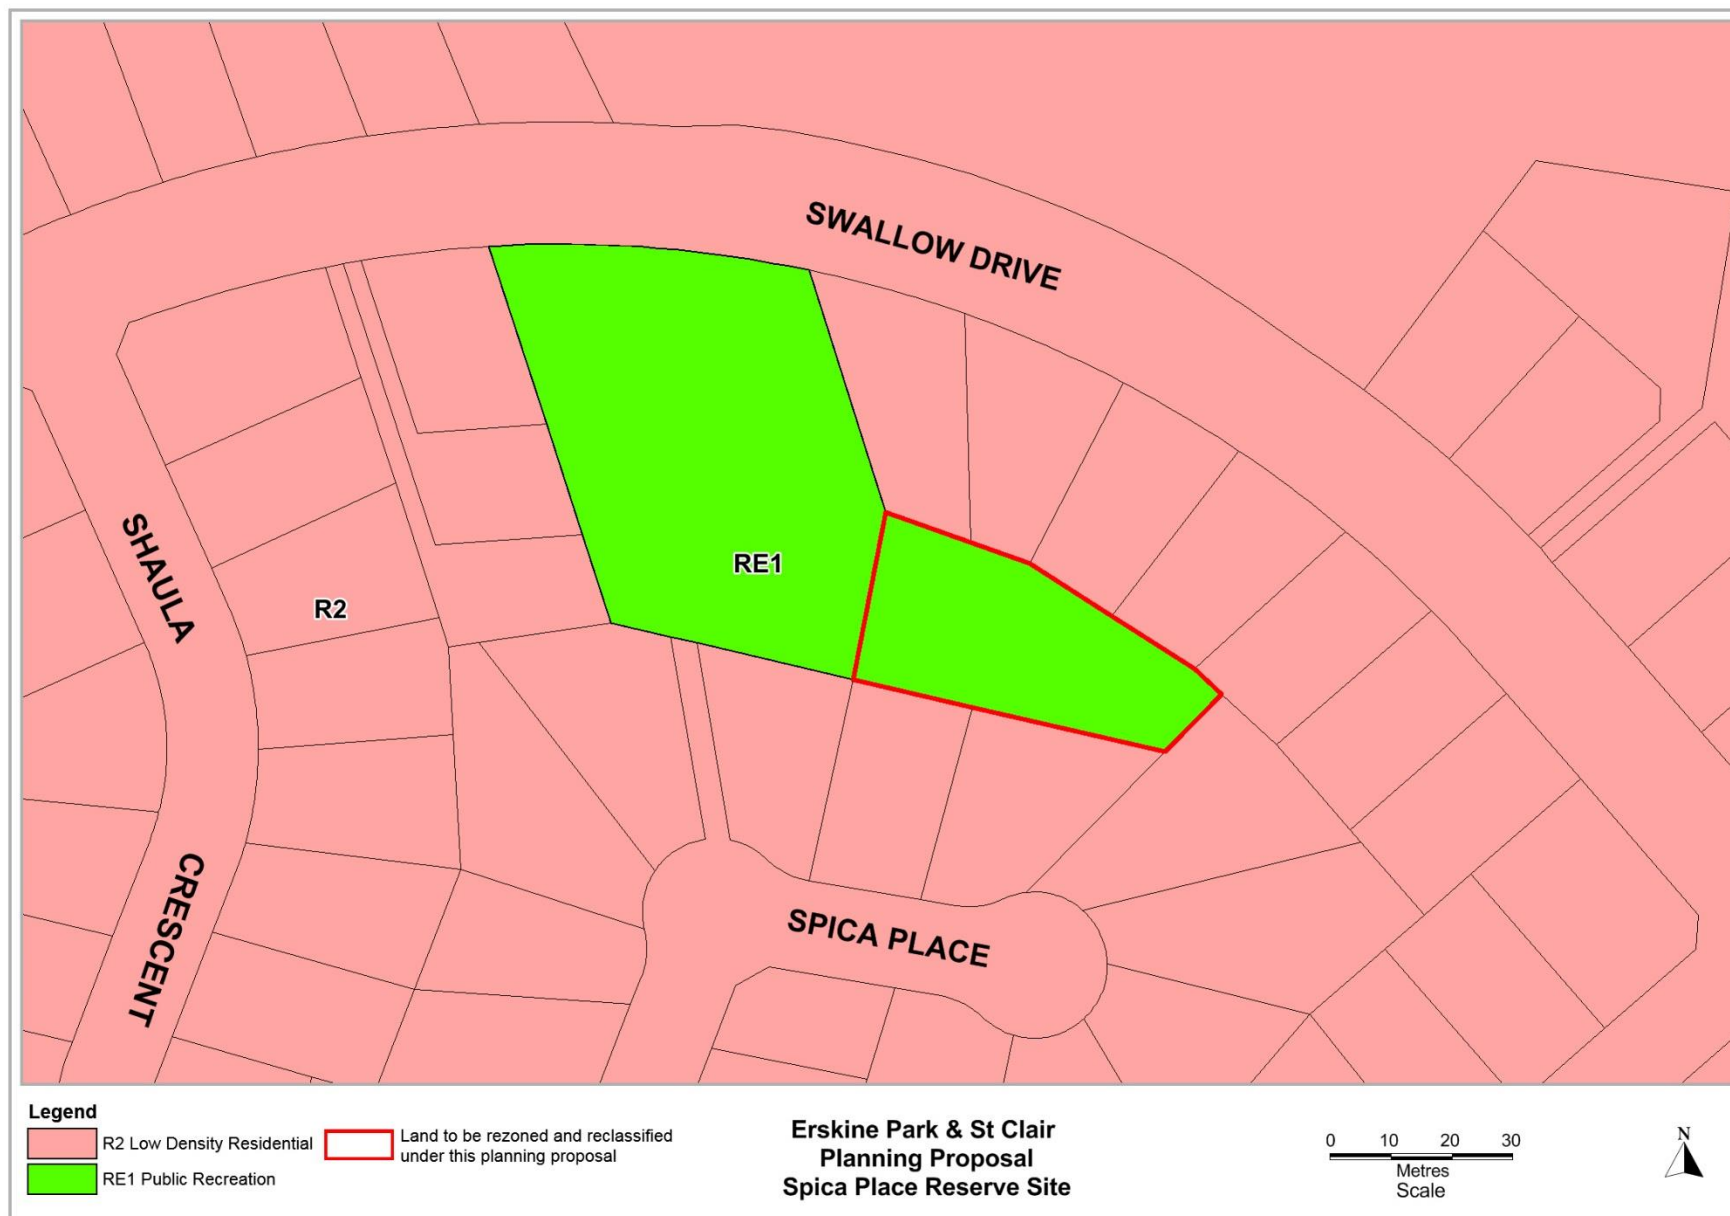 SWALLOW DRIVE
SHAULA
CRESCENT
R2
RE1
SPICA PLACE
Legend
R2 Low Density Residential
RE1 Public Recreation
Land to be rezoned and reclassified
under this planning proposal
Erskine Park & St Clair
Planning Proposal
Spica Place Reserve Site
0 10 20 30
Metres
Scale
N